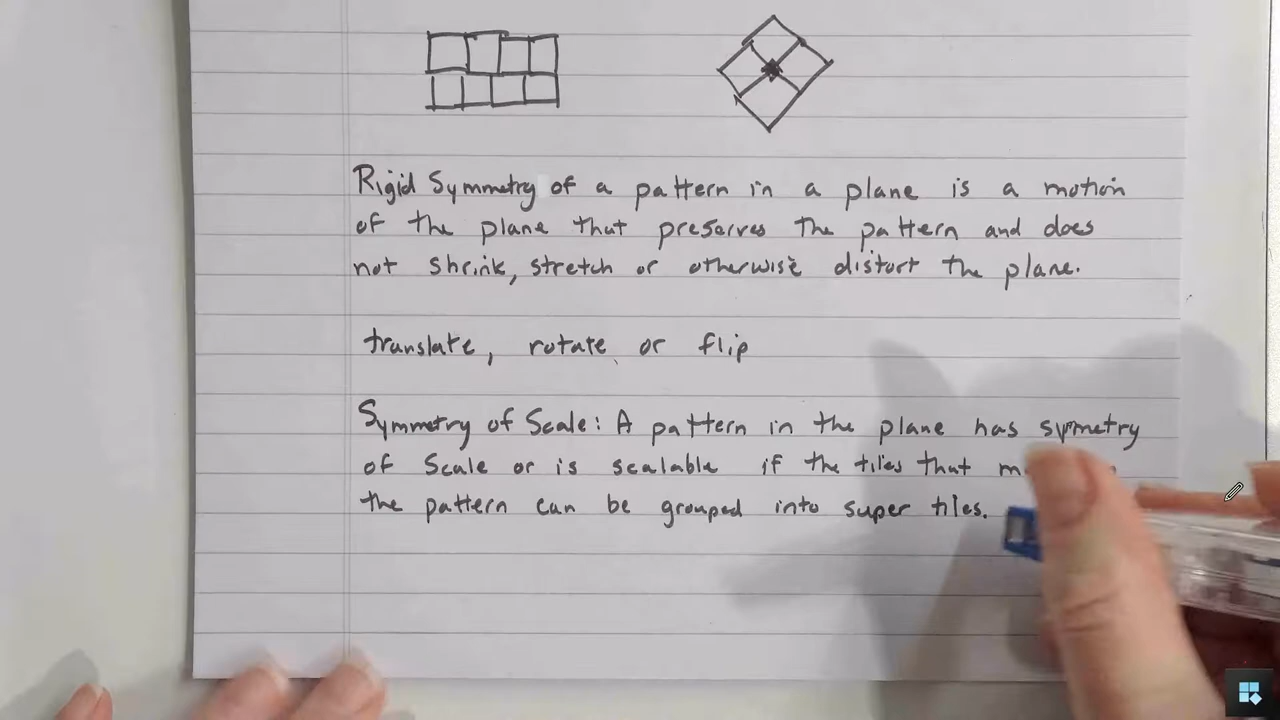 Rigid Symmetry of a pattern in a plane is a motion
of the plane that preserves the pattern and does
not shrink, stretch or otherwise distort the plane.
translate, rotate or flip
Symmetry of Scale: A pattern in the plane has symetry
of Scale or is scalable if the tiles that
the pattern can be grouped into super tiles.